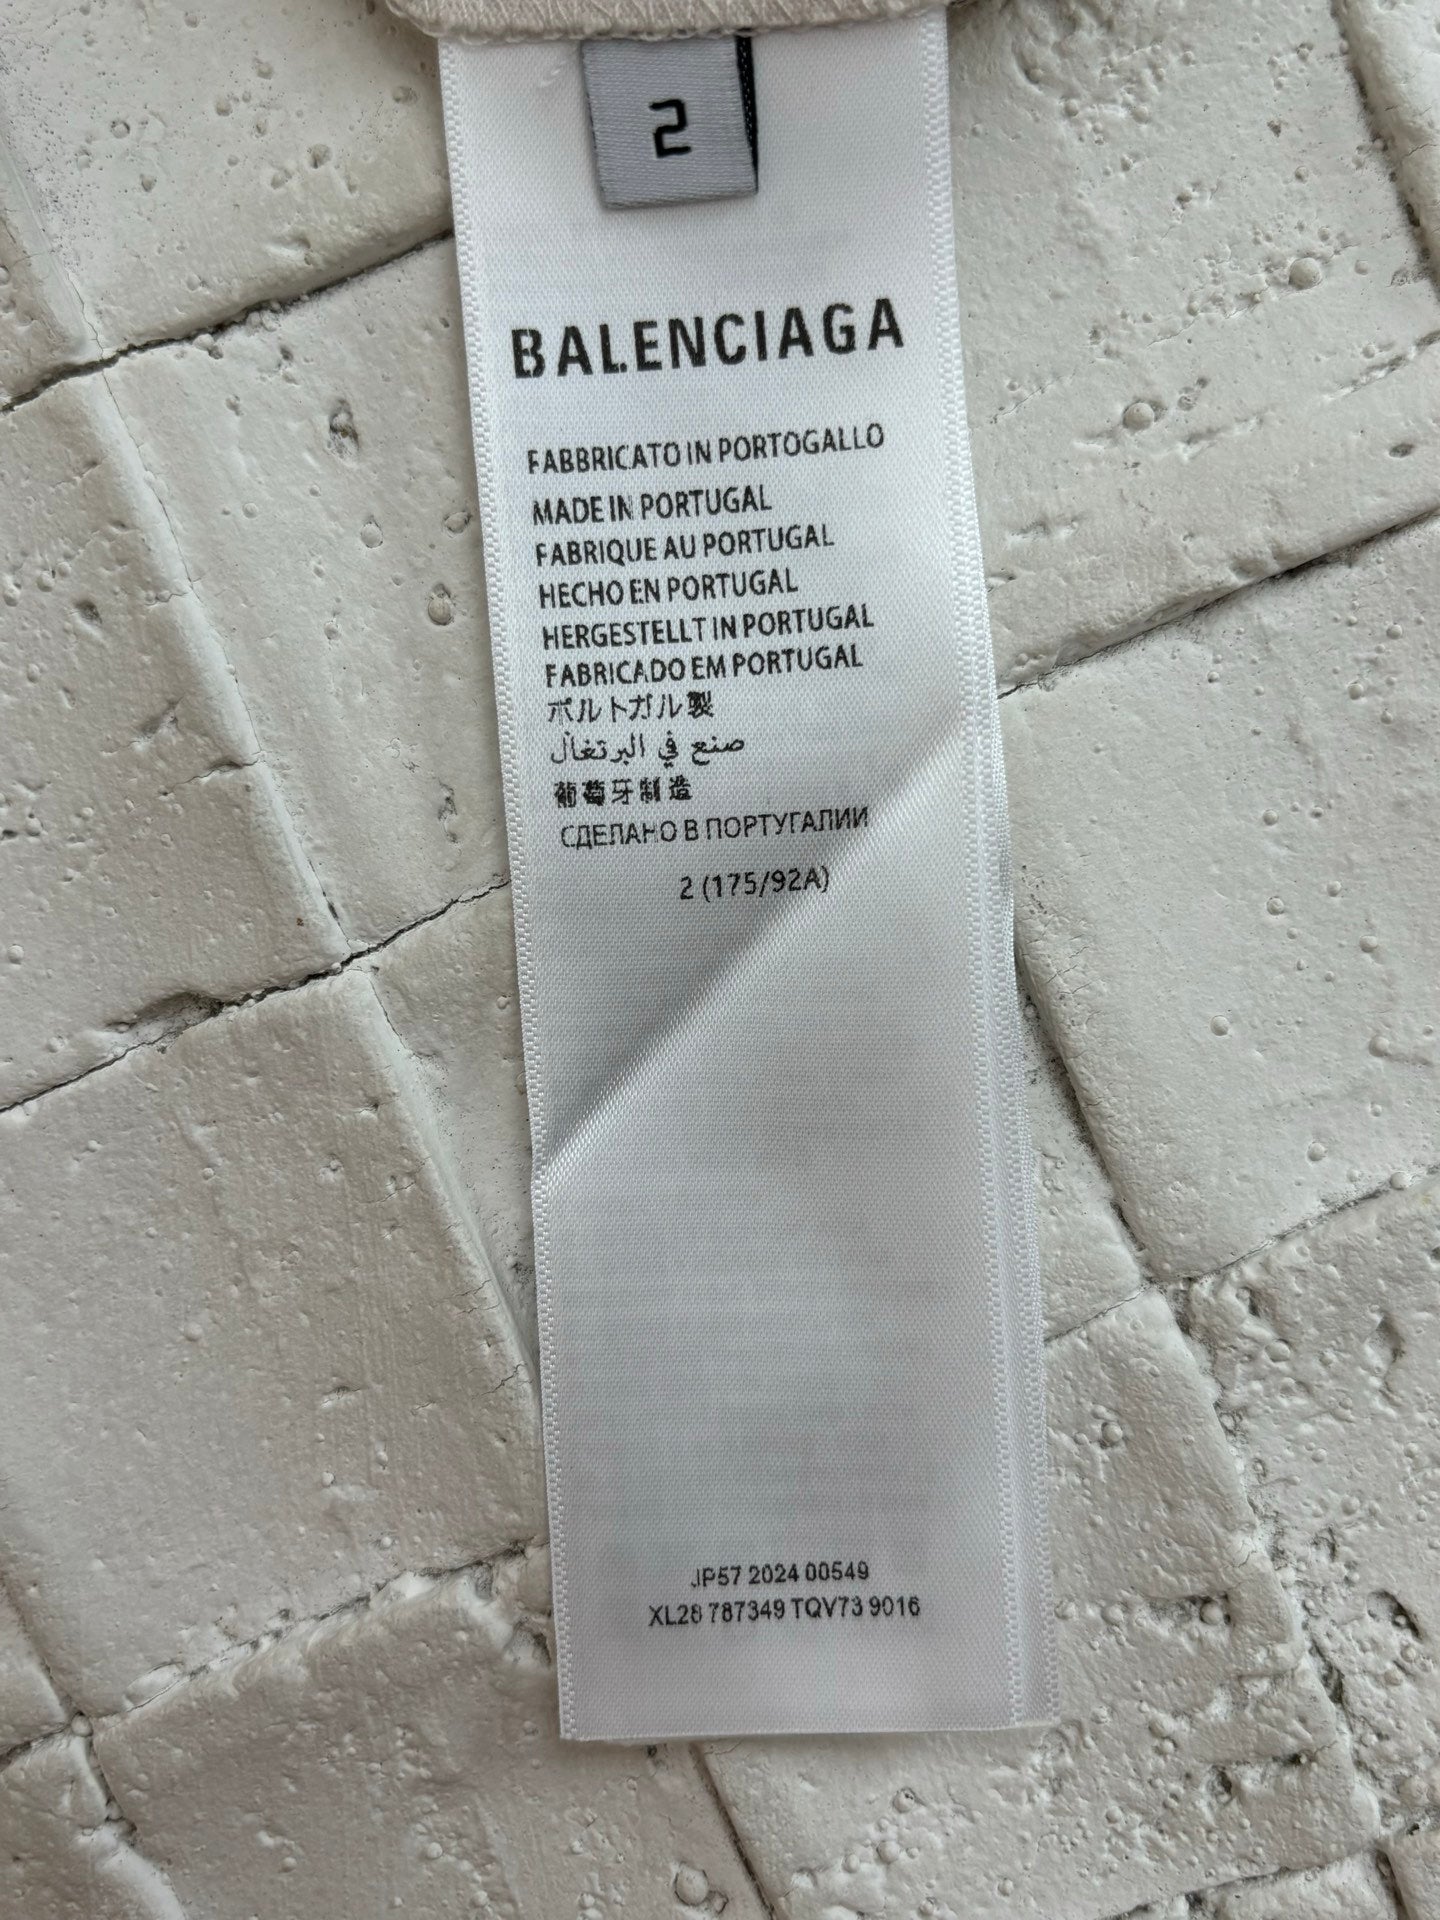 2
BALENCIAGA
FABBRICATO IN PORTOGALLO
MADE IN PORTUGAL
FABRIQUE AU PORTUGAL
HECHO EN PORTUGAL
HERGESTELLT IN PORTUGAL
FABRICADO EM PORTUGAL
ポルトガル製
صنع في البرتغال
葡萄牙制造
СДЕЛАНО В ПОРТУГАЛИИ
2 (175/92A)
JP57 2024 00549
XL28 787349 TQV73 9016